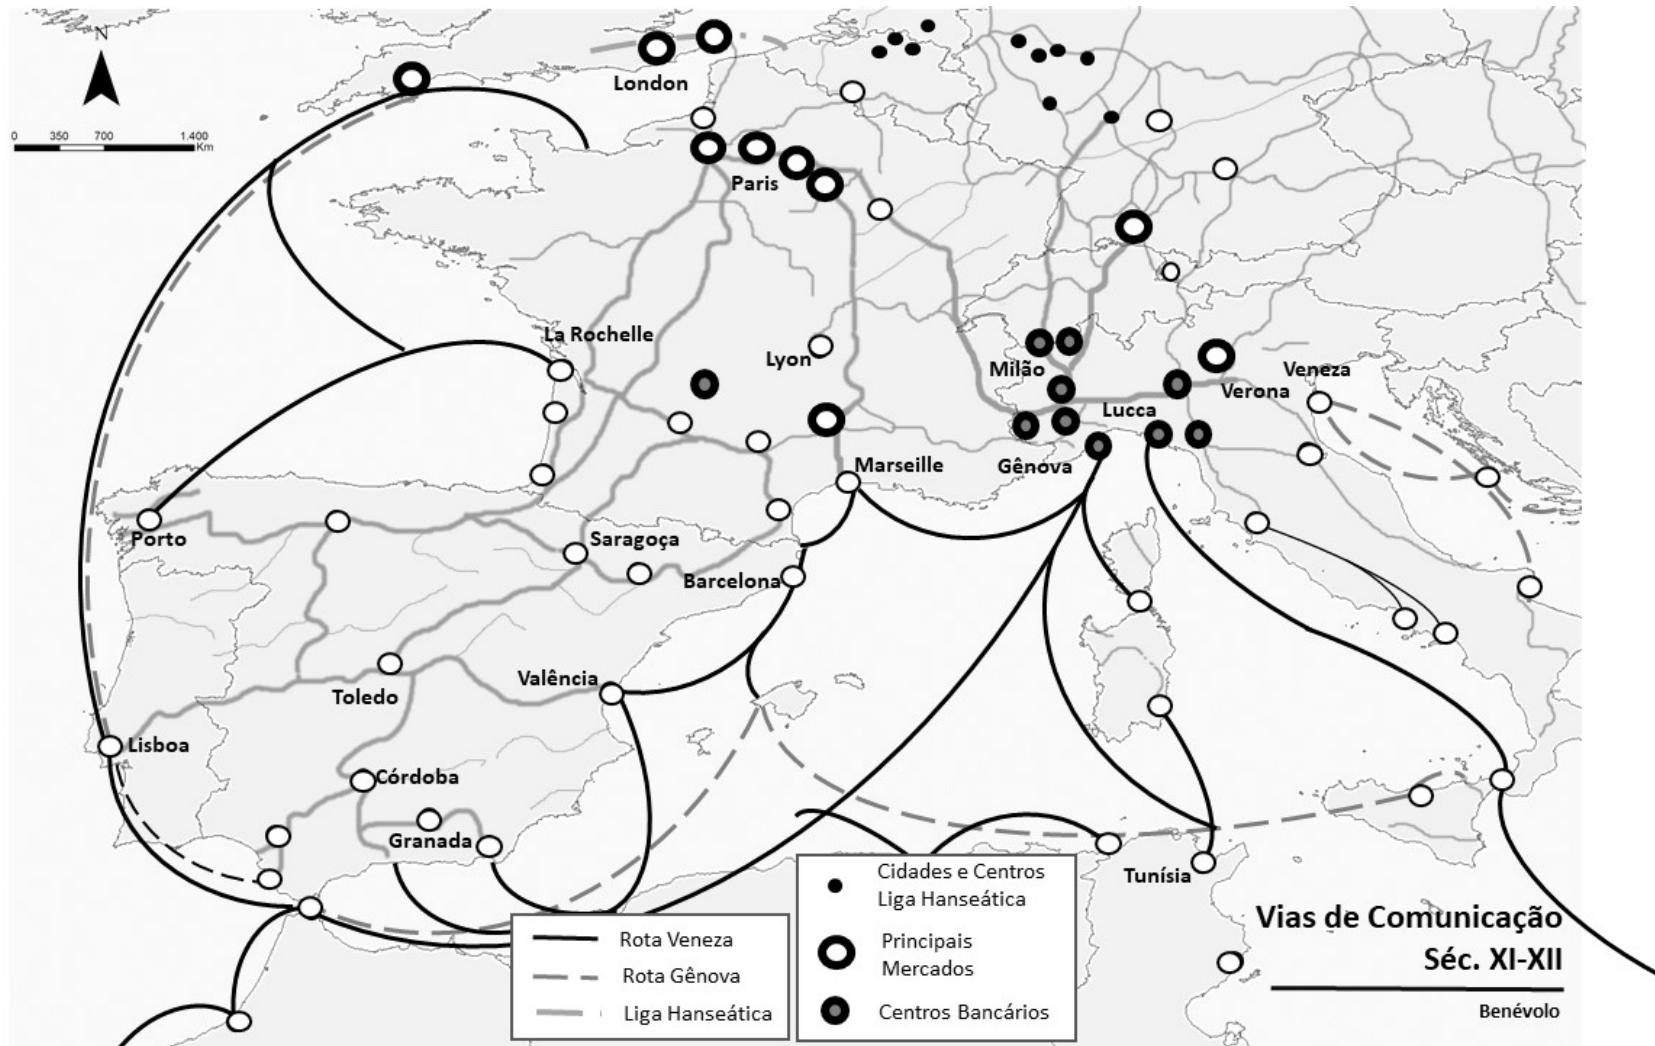 N
0 350 700 1.400
Km
London
Paris
La Rochelle
Lyon
Milão
Veneza
Verona
Lucca
Gênova
Marseille
Porto
Saragoça
Barcelona
Valência
Toledo
Lisboa
Córdoba
Granada
Tunísia
Cidades e Centros
Liga Hanseática
Principais
Mercados
Centros Bancários
Rota Veneza
Rota Gênova
Liga Hanseática
Vias de Comunicação
Séc. XI-XII
Benévolo